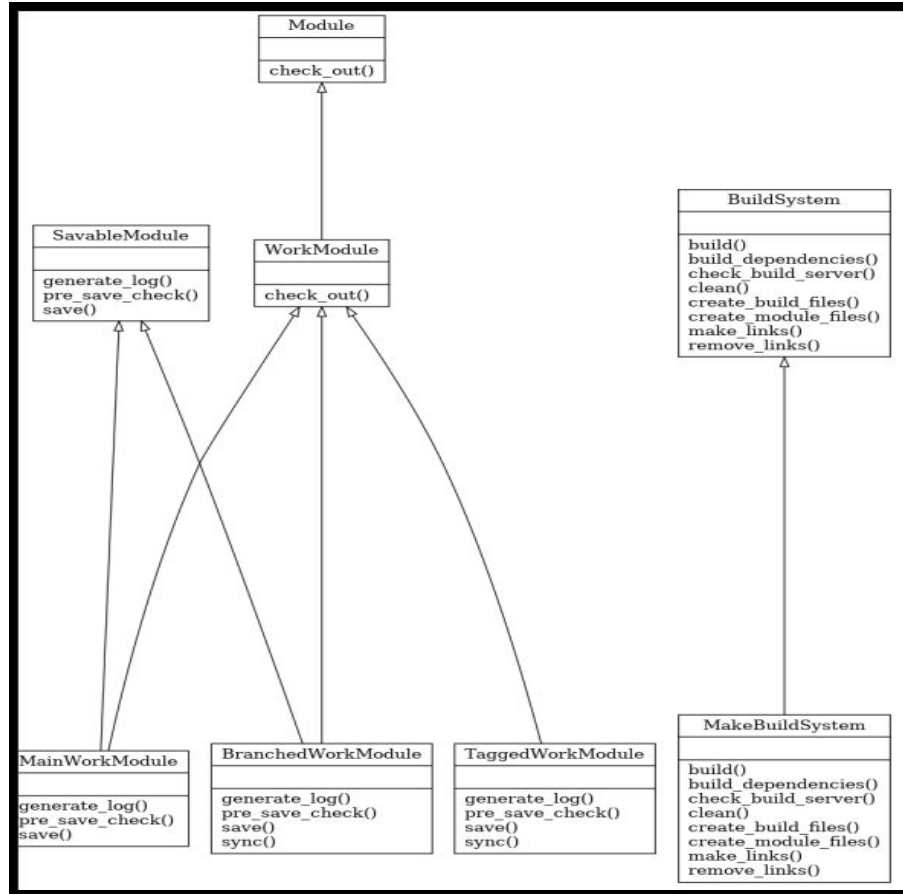 Module
check_out()
SavableModule
generate_log()
pre_save_check()
save()
WorkModule
check_out()
BuildSystem
build()
build_dependencies()
check_build_server()
clean()
create_build_files()
create_module_files()
make_links()
remove_links()
MainWorkModule
generate_log()
pre_save_check()
save()
BranchedWorkModule
generate_log()
pre_save_check()
save()
sync()
TaggedWorkModule
generate_log()
pre_save_check()
save()
sync()
MakeBuildSystem
build()
build_dependencies()
check_build_server()
clean()
create_build_files()
create_module_files()
make_links()
remove_links()